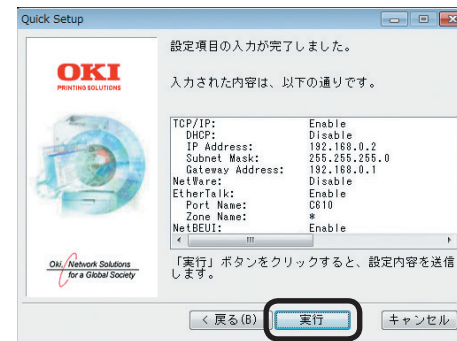 Quick Setup
設定項目の入力が完了しました。
OKI
PRINTING SOLUTIONS
入力された内容は、以下の通りです。
TCP/IP: Enable
DHCP: Disable
IP Address: 192.168.0.2
Subnet Mask: 255.255.255.0
Gateway Address: 192.168.0.1
NetWare: Disable
EtherTalk: Enable
Port Name: C610
Zone Name: *
NetBEUI: Enable
Oki, Network Solutions
for a Global Society
「実行」ボタンをクリックすると、設定内容を送信
します。
< 戻る(B)
実行
キャンセル